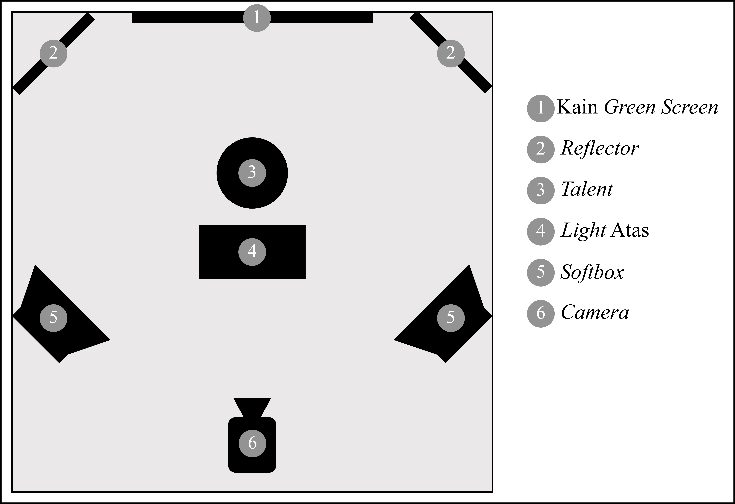 1
2
2
3
4
5
5
6
1 Kain Green Screen
2 Reflector
3 Talent
4 Light Atas
5 Softbox
6 Camera